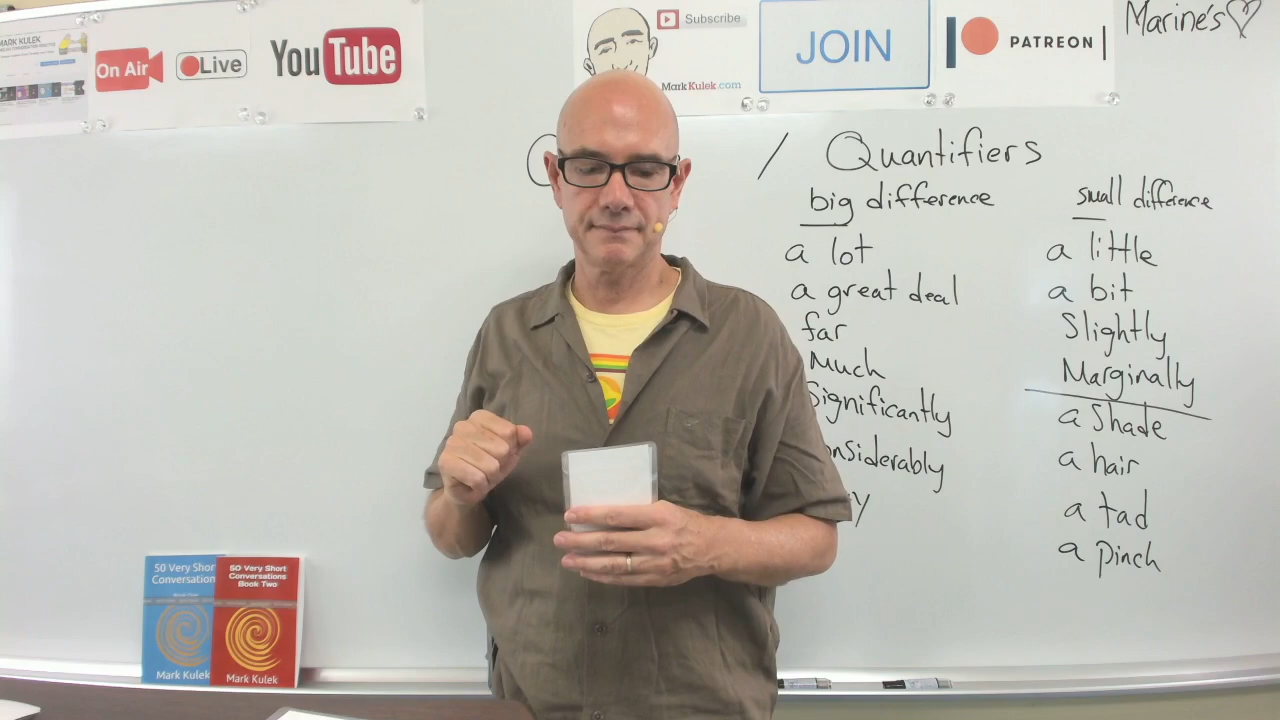 MARK KULEK
On Air
Live
YouTube
Subscribe
MarkKulek.com
JOIN
PATREON
Marine's
/ Quantifiers
big difference
a lot
a great deal
far
Much
Significantly
small difference
a little
a bit
Slightly
Marginally
a Shade
a hair
a tad
a pinch
50 Very Short
Mark Kulek
50 Very Short
Conversations
Book Two
Mark Kulek